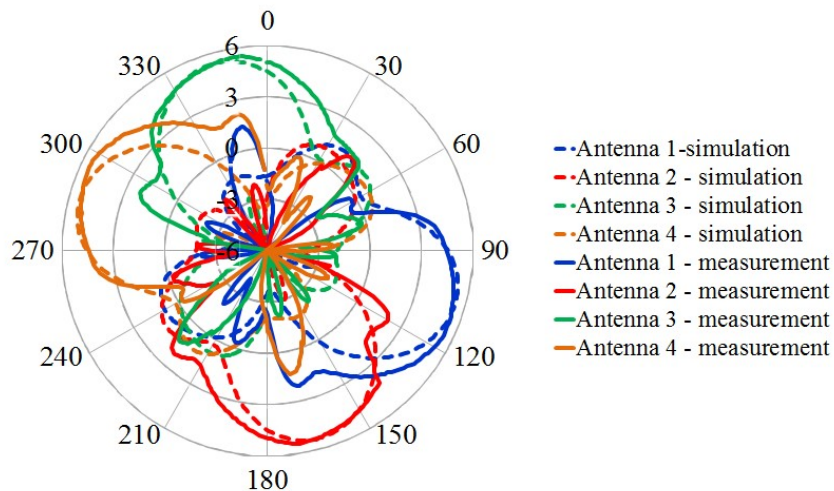 0
6
330
30
3
300
60
0
-3
270
-6
90
240
120
210
150
180
Antenna 1-simulation
Antenna 2 - simulation
Antenna 3 - simulation
Antenna 4 - simulation
Antenna 1 - measurement
Antenna 2 - measurement
Antenna 3 - measurement
Antenna 4 - measurement